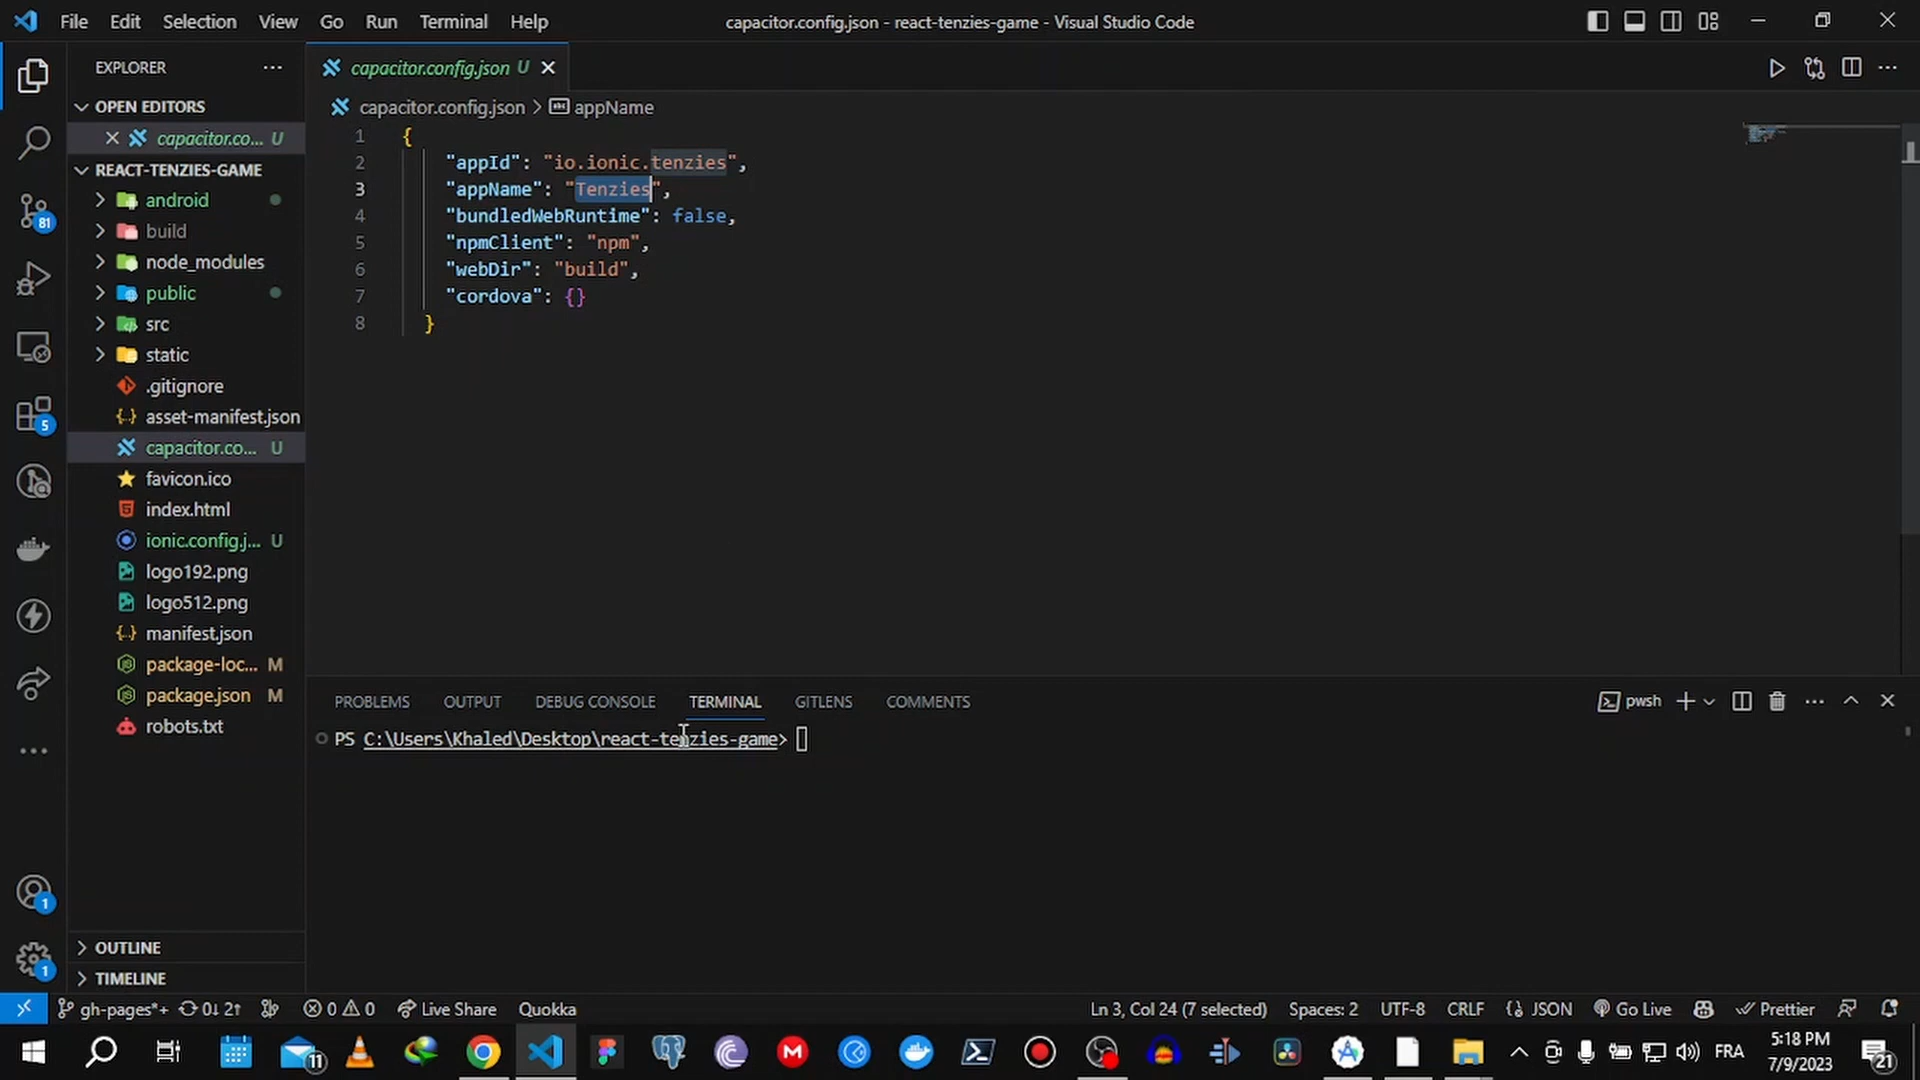 File Edit Selection View Go Run Terminal Help
capacitor.config.json - react-tenzies-game - Visual Studio Code
EXPLORER
OPEN EDITORS
capacitor.co... U
REACT-TENZIES-GAME
android
build
node_modules
public
src
static
.gitignore
asset-manifest.json
capacitor.co... U
favicon.ico
index.html
ionic.config.j... U
logo192.png
logo512.png
manifest.json
package-loc... M
package.json M
robots.txt
OUTLINE
TIMELINE
81
5
1
1
capacitor.config.json U
capacitor.config.json > appName
1 {
2 "appId": "io.ionic.tenzies",
3 "appName": "Tenzies",
4 "bundledWebRuntime": false,
5 "npmClient": "npm",
6 "webDir": "build",
7 "cordova": {}
8 }
PROBLEMS OUTPUT DEBUG CONSOLE TERMINAL GITLENS COMMENTS
pwsh
PS C:\Users\Khaled\Desktop\react-tenzies-game>
gh-pages*+ 0↓ 2↑ 0 0 Live Share Quokka
Ln 3, Col 24 (7 selected) Spaces: 2 UTF-8 CRLF {} JSON Go Live Prettier
11
FRA
5:18 PM
7/9/2023
21